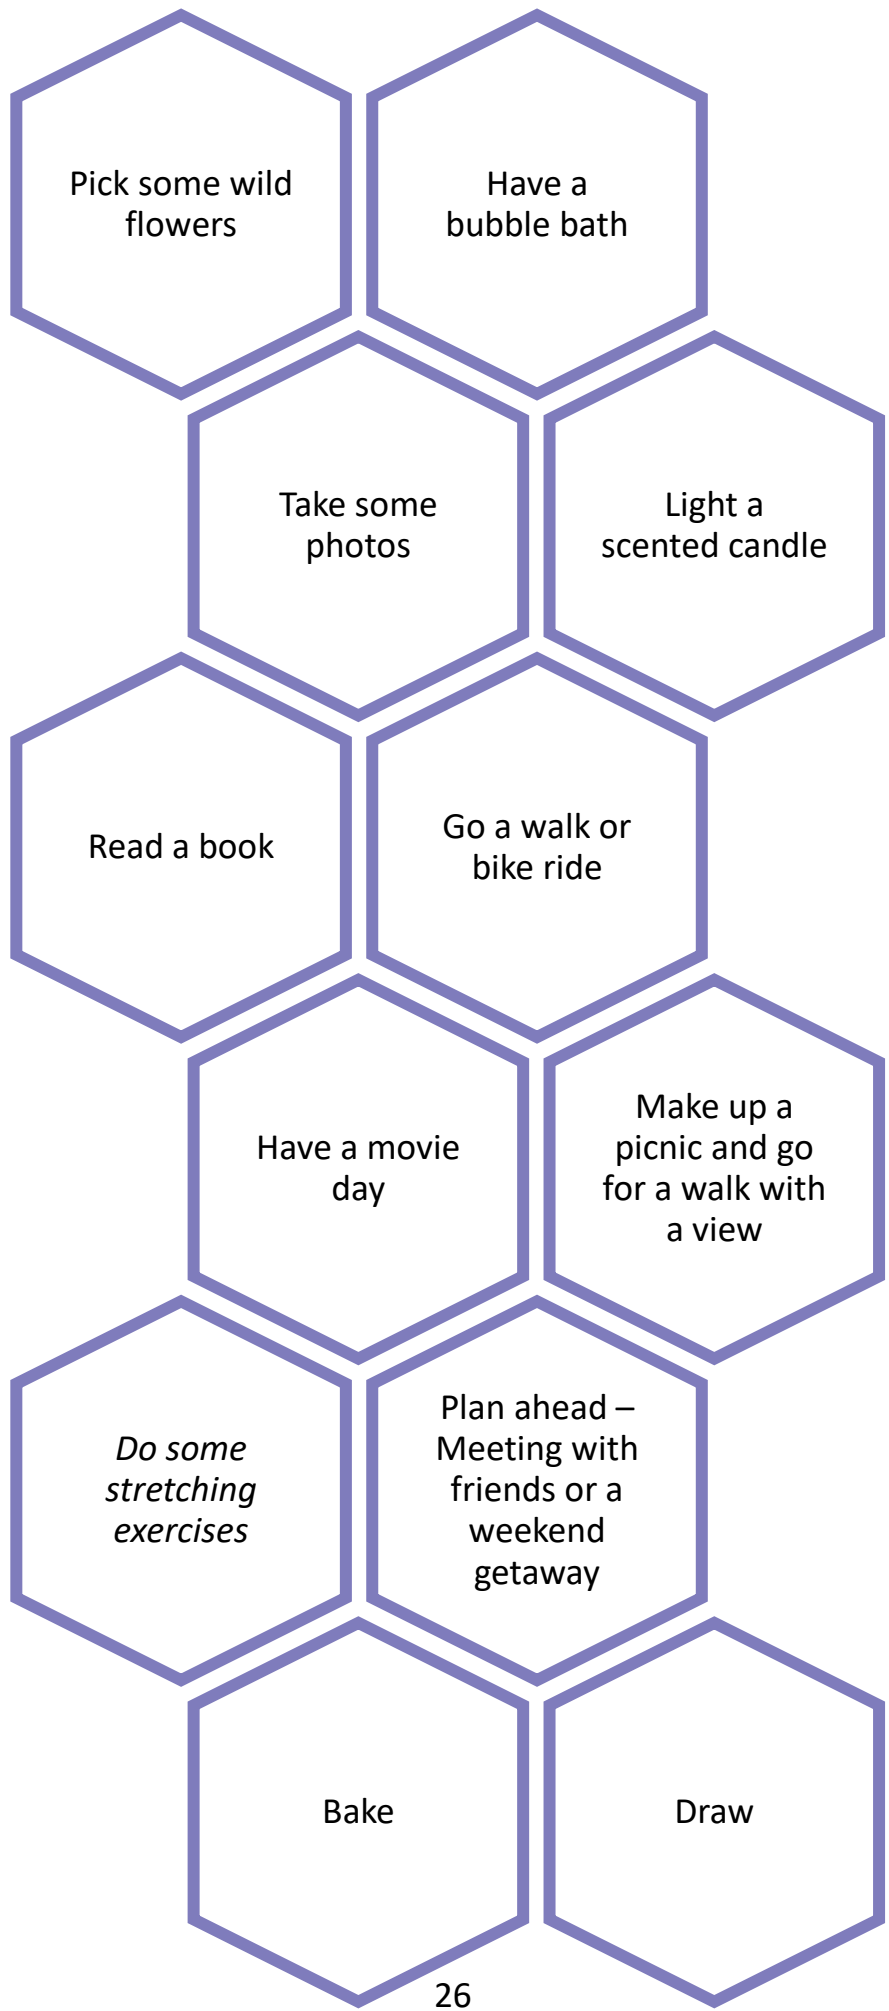 Pick some wild
flowers
Have a
bubble bath
Take some
photos
Light a
scented candle
Read a book
Go a walk or
bike ride
Have a movie
day
Make up a
picnic and go
for a walk with
a view
Do some
stretching
exercises
Plan ahead –
Meeting with
friends or a
weekend
getaway
Bake
Draw
26